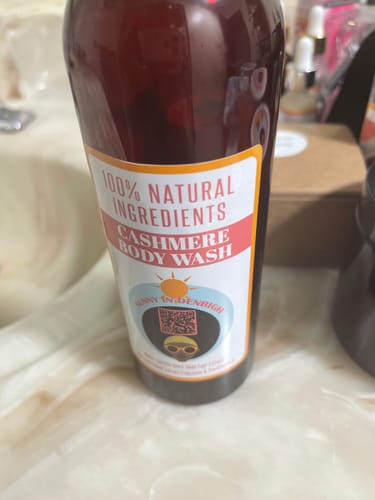 100% NATURAL
INGREDIENTS
CASHMERE
BODY WASH
SUNNY IN DENBIGH